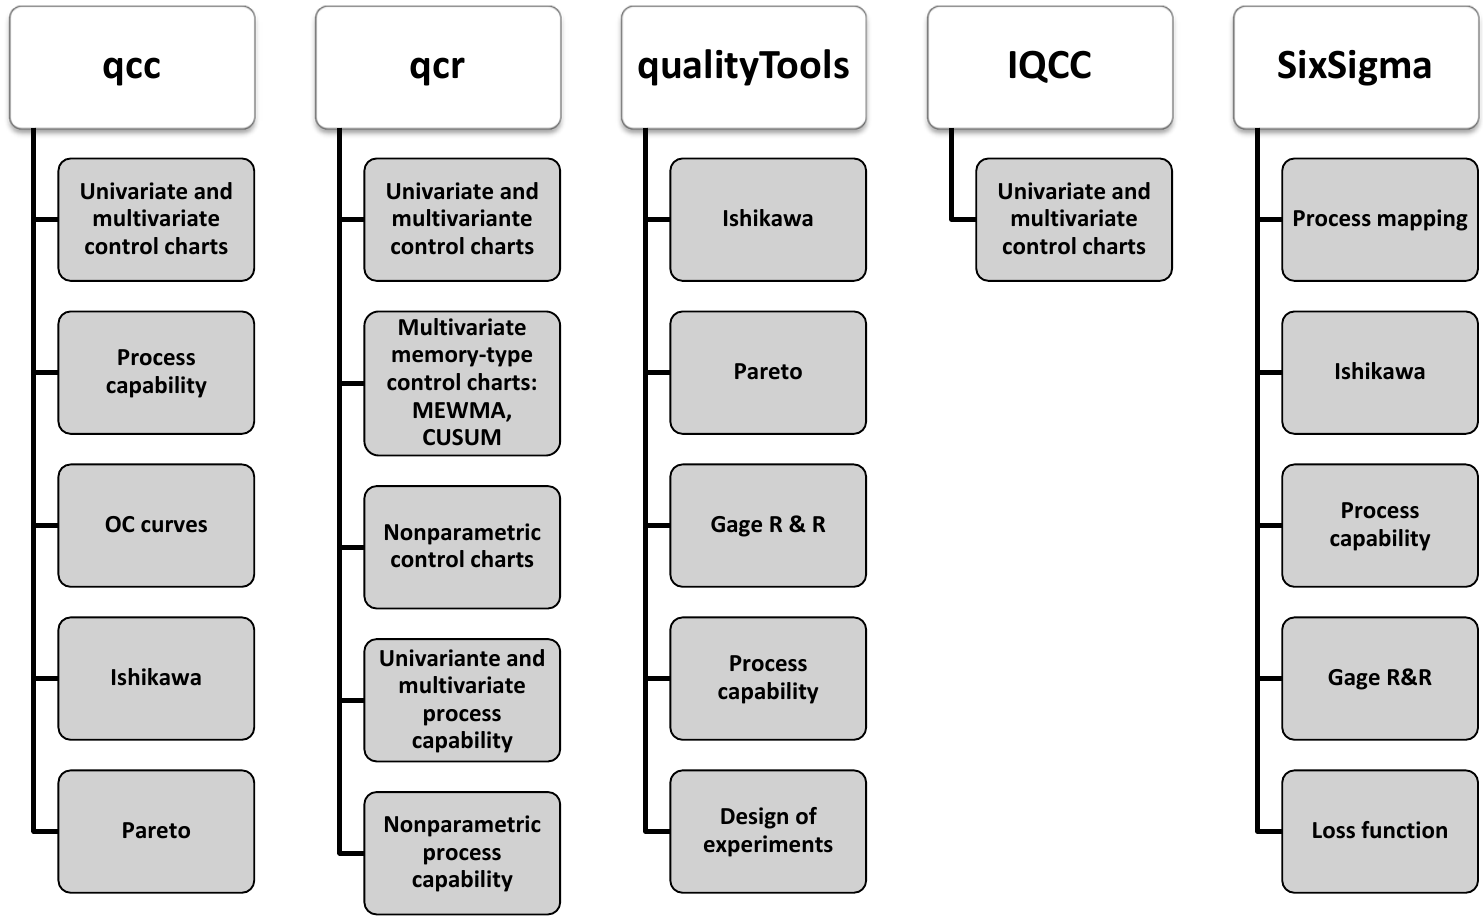 qcc
Univariate and
multivariate
control charts
Process
capability
OC curves
Ishikawa
Pareto
qcr
Univariate and
multivariante
control charts
Multivariate
memory-type
control charts:
MEWMA,
CUSUM
Nonparametric
control charts
Univariante and
multivariate
process
capability
Nonparametric
process
capability
qualityTools
Ishikawa
Pareto
Gage R & R
Process
capability
Design of
experiments
IQCC
Univariate and
multivariate
control charts
SixSigma
Process mapping
Ishikawa
Process
capability
Gage R&R
Loss function